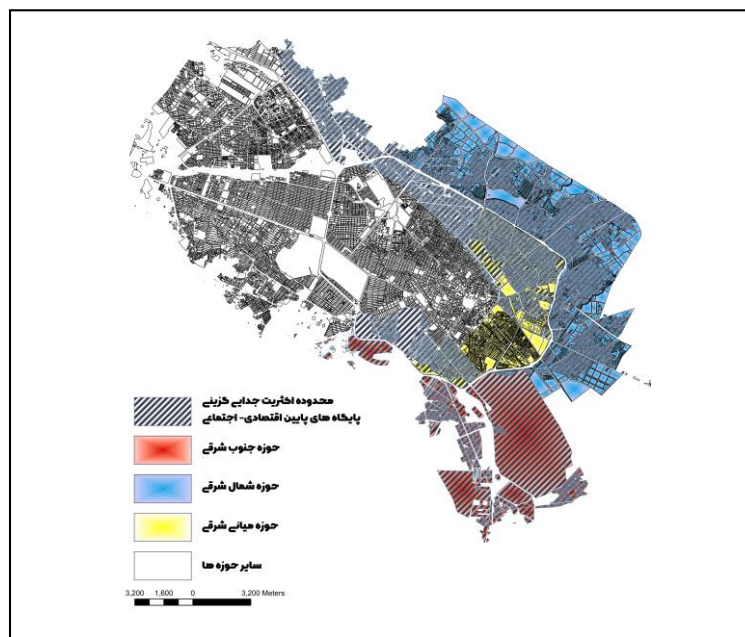 محدوده اکثریت جدایی گزینی
پایگاه های پایین اقتصادی- اجتماعی
حوزه جنوب شرقی
حوزه شمال شرقی
حوزه میانی شرقی
سایر حوزه ها
3,200 1,600 0 3,200 Meters